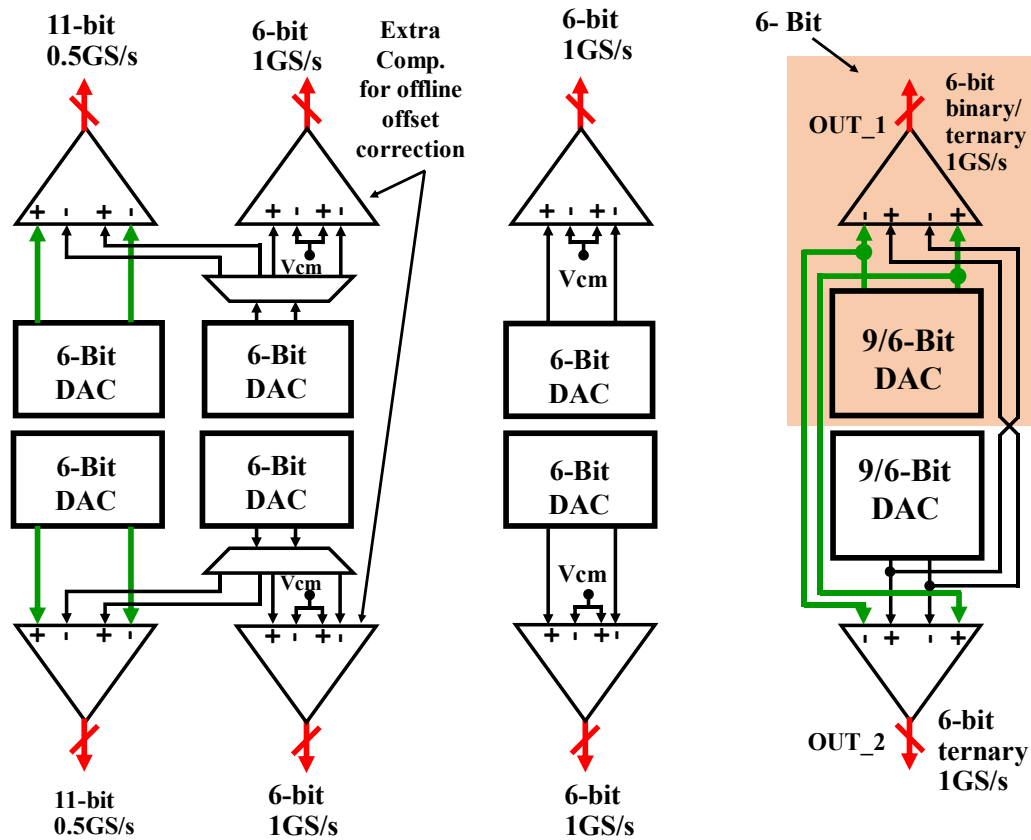 11-bit
0.5GS/s
6-bit
1GS/s
Extra
Comp.
for offline
offset
correction
6-bit
1GS/s
6- Bit
OUT_1
6-bit
binary/
ternary
1GS/s
+ - + -
+ - + -
+ - + -
- + - +
Vcm
Vcm
6-Bit
DAC
6-Bit
DAC
6-Bit
DAC
9/6-Bit
DAC
6-Bit
DAC
6-Bit
DAC
6-Bit
DAC
9/6-Bit
DAC
Vcm
Vcm
+ - + -
+ - + -
+ - + -
- + - +
OUT_2
6-bit
ternary
1GS/s
11-bit
0.5GS/s
6-bit
1GS/s
6-bit
1GS/s